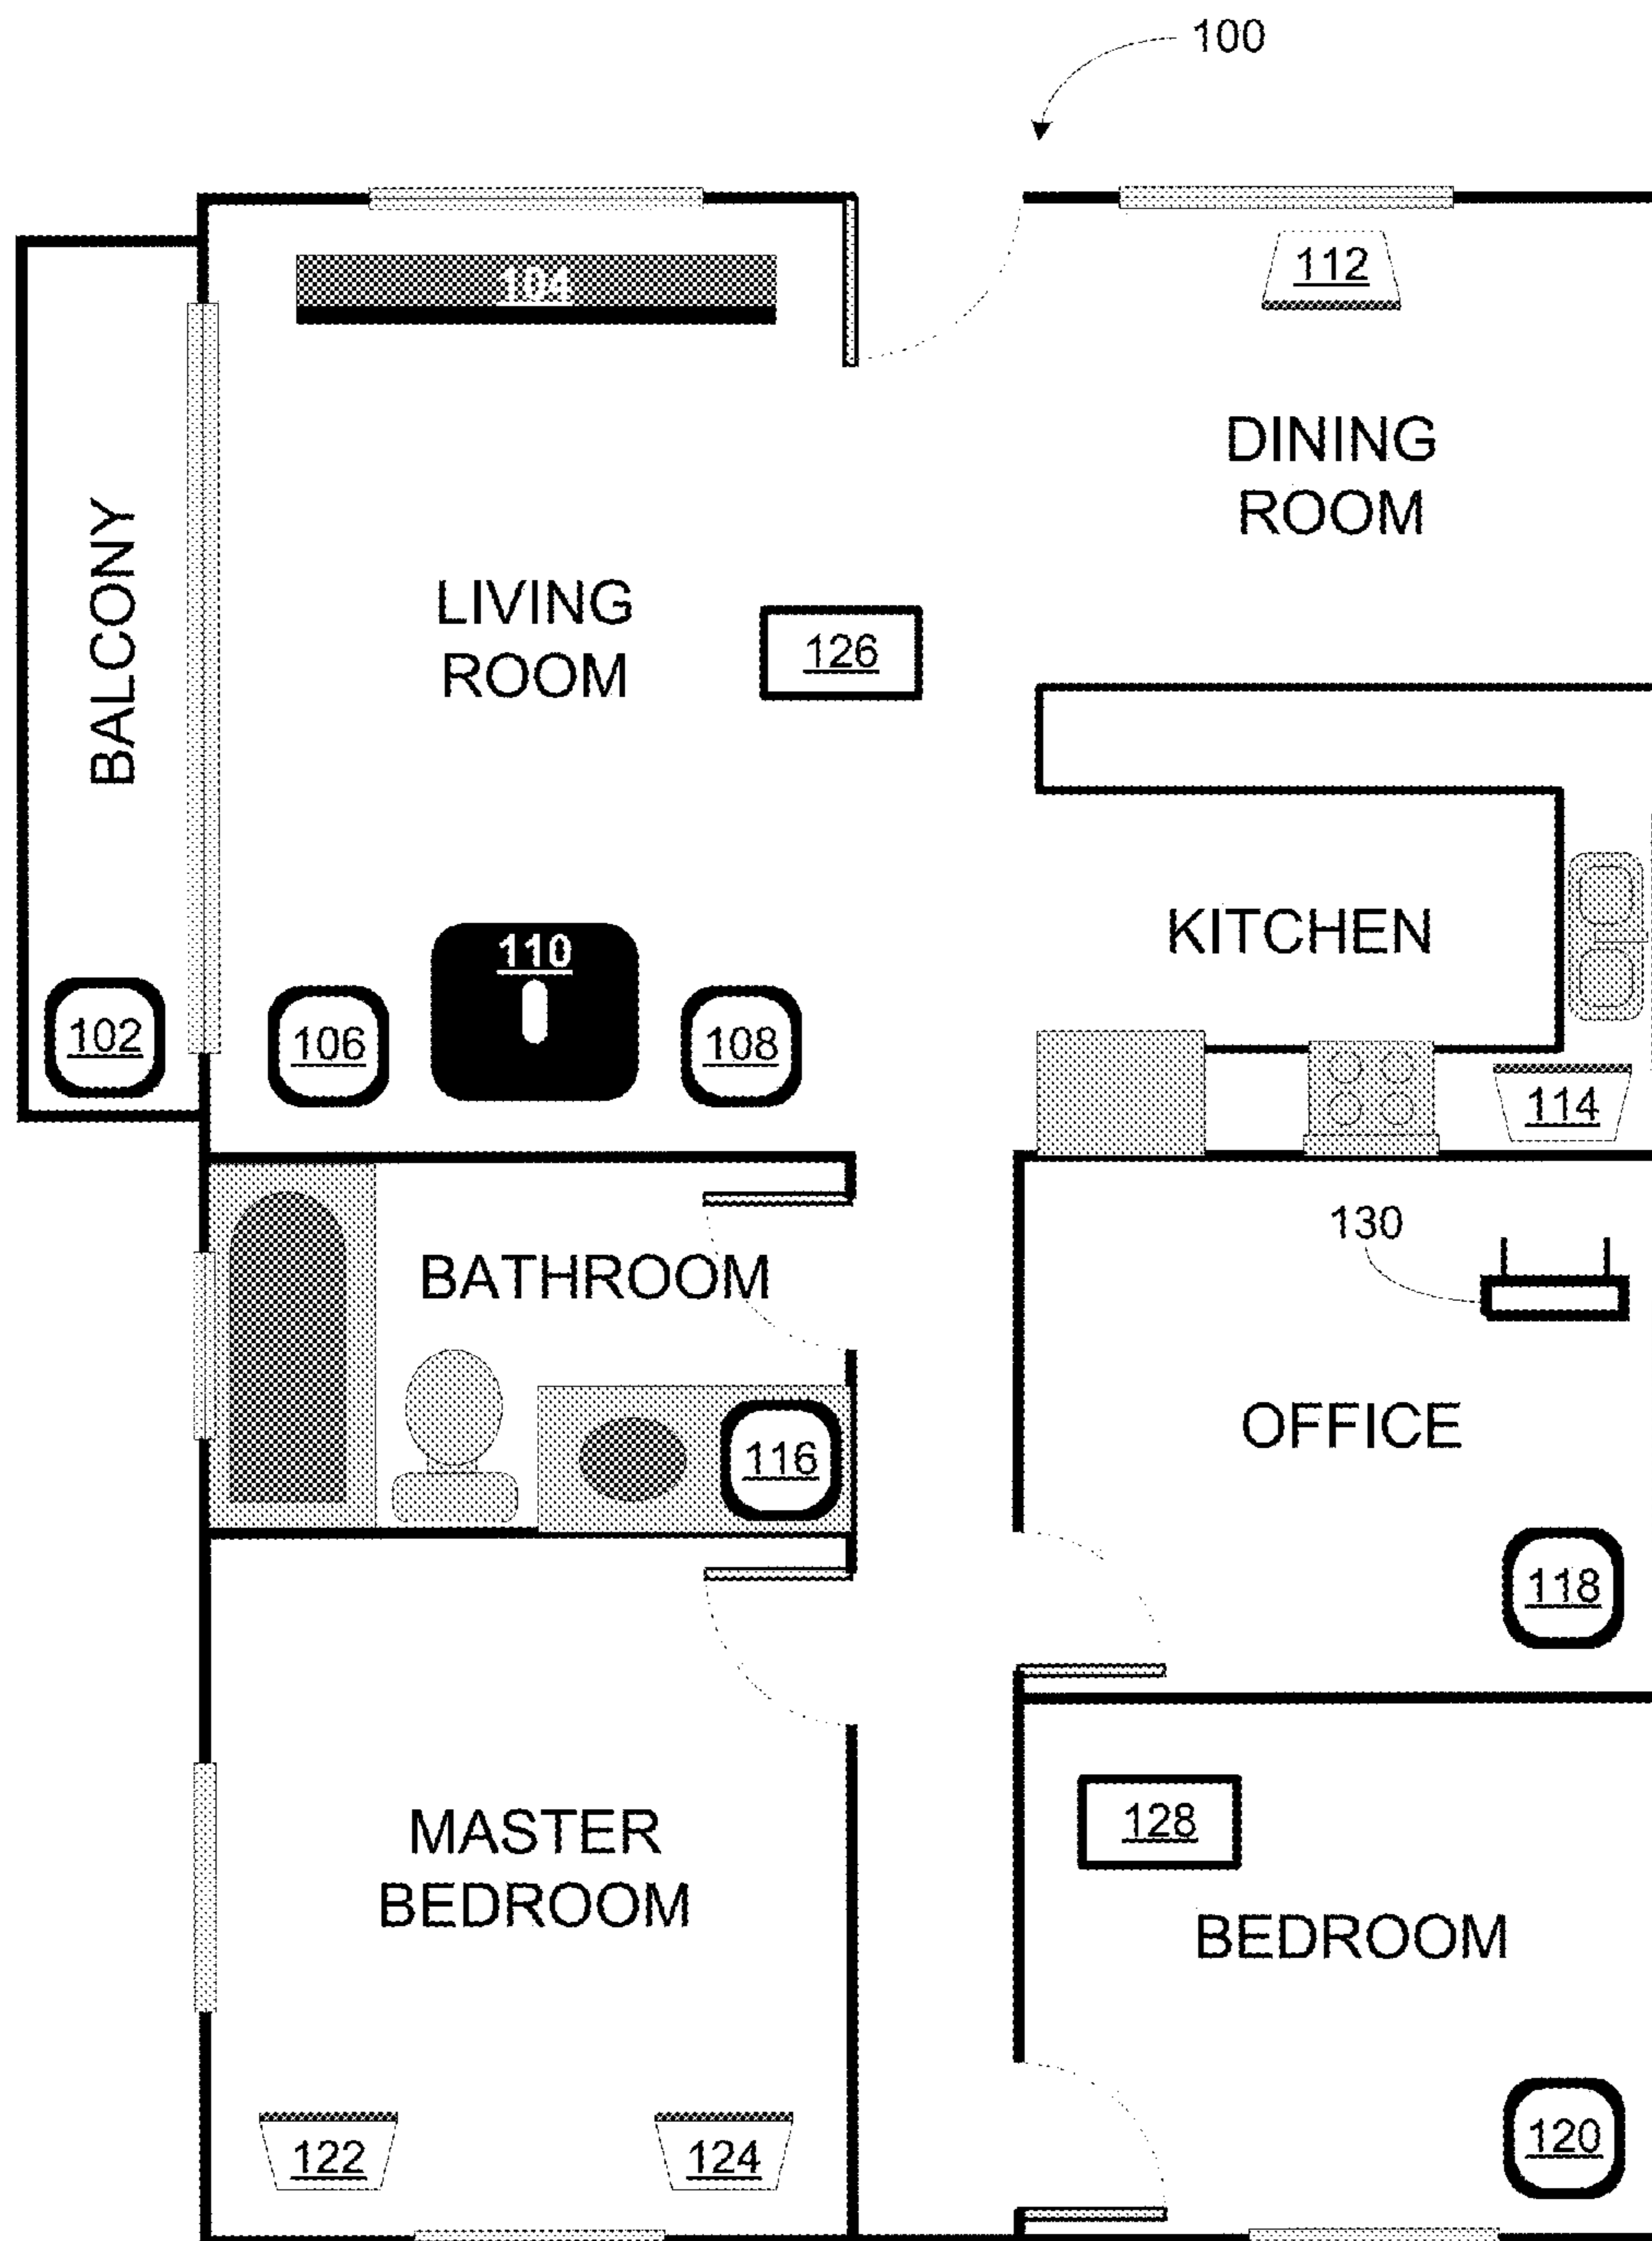 100
104
112
DINING
ROOM
BALCONY
LIVING
ROOM
126
KITCHEN
110
102
106
108
114
130
BATHROOM
OFFICE
116
118
MASTER
BEDROOM
128
BEDROOM
122
124
120